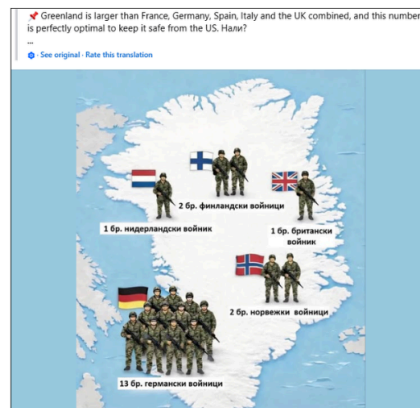 📌 Greenland is larger than France, Germany, Spain, Italy and the UK combined, and this number
is perfectly optimal to keep it safe from the US. Нали?
...
· See original · Rate this translation
2 бр. финландски войници
1 бр. нидерландски войник
1 бр. британски
войник
2 бр. норвежки войници
13 бр. германски войници